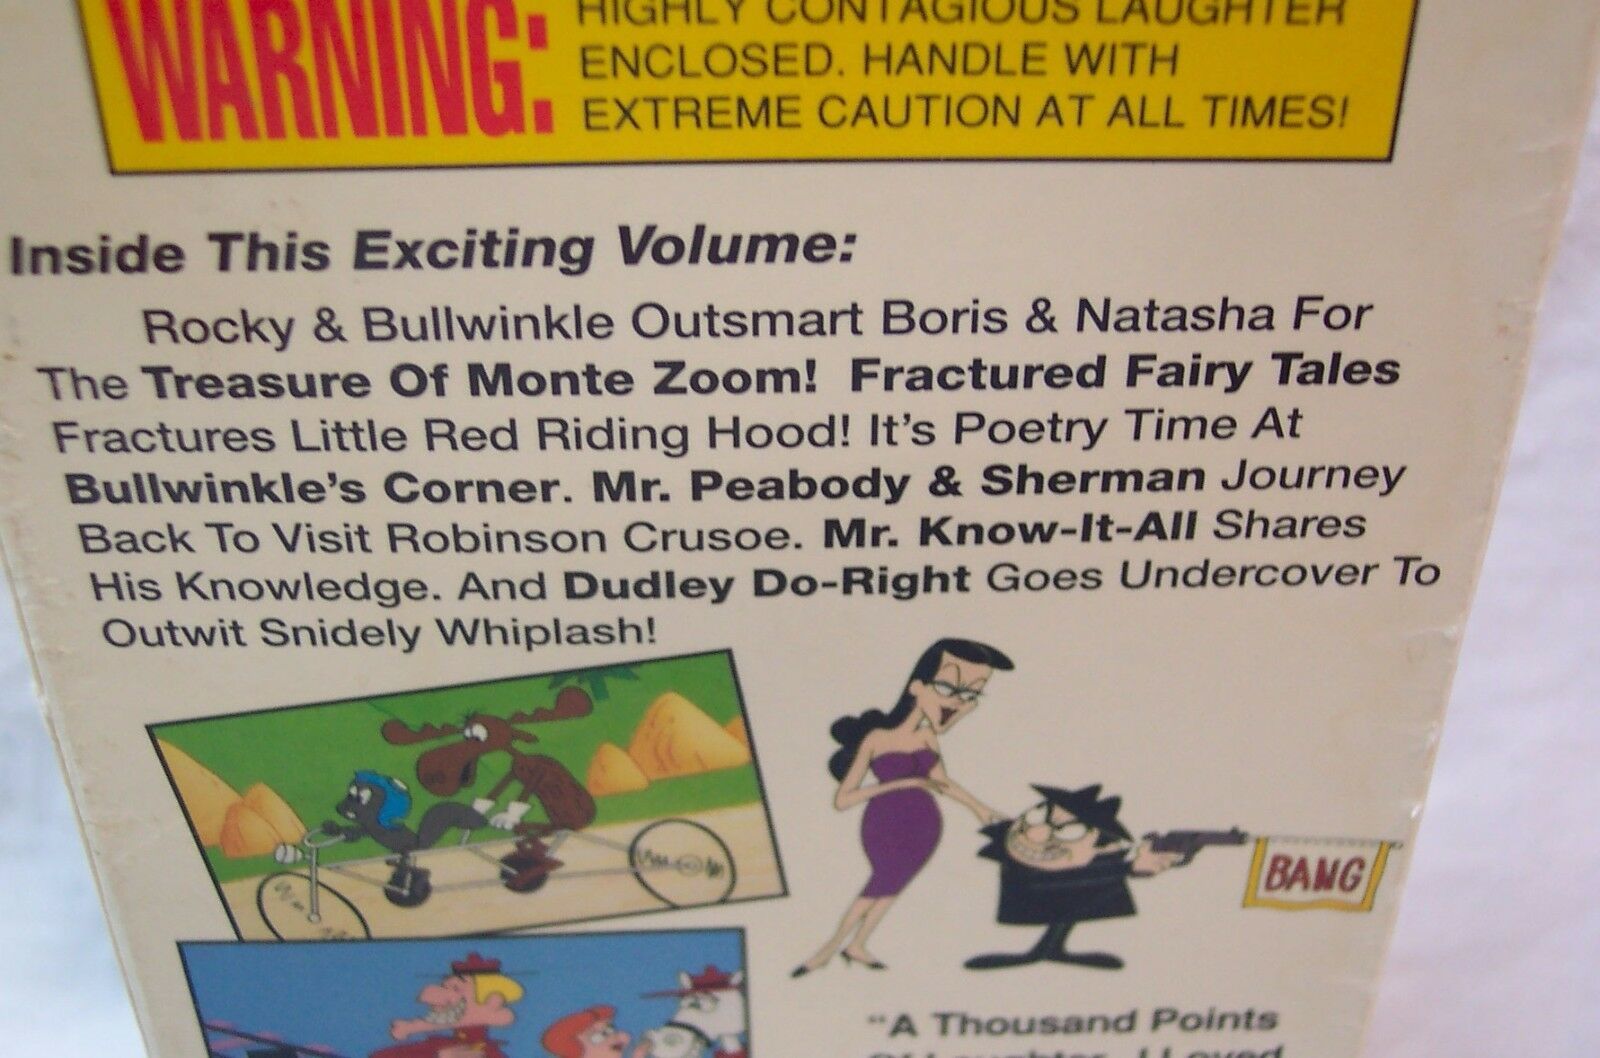 WARNING:
HIGHLY CONTAGIOUS LAUGHTER
ENCLOSED. HANDLE WITH
EXTREME CAUTION AT ALL TIMES!
Inside This Exciting Volume:
Rocky & Bullwinkle Outsmart Boris & Natasha For
The Treasure Of Monte Zoom! Fractured Fairy Tales
Fractures Little Red Riding Hood! It's Poetry Time At
Bullwinkle's Corner. Mr. Peabody & Sherman Journey
Back To Visit Robinson Crusoe. Mr. Know-It-All Shares
His Knowledge. And Dudley Do-Right Goes Undercover To
Outwit Snidely Whiplash!
BANG
"A Thousand Points
Of Laughter. I Loved